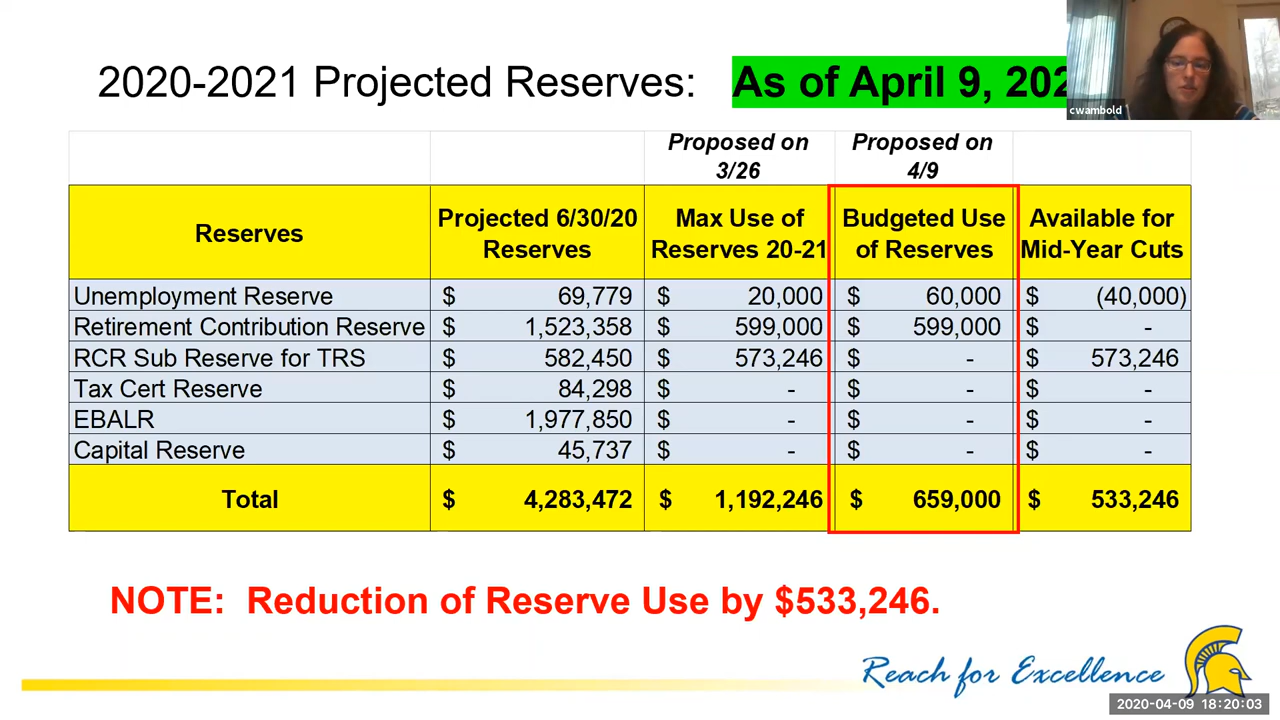 2020-2021 Projected Reserves: As of April 9, 202
cwambold
Proposed on Proposed on
3/26 4/9
Reserves
Projected 6/30/20 Reserves
Max Use of Reserves 20-21
Budgeted Use of Reserves
Available for Mid-Year Cuts
Unemployment Reserve $ 69,779 $ 20,000 $ 60,000 $ (40,000)
Retirement Contribution Reserve $ 1,523,358 $ 599,000 $ 599,000 $ -
RCR Sub Reserve for TRS $ 582,450 $ 573,246 $ - $ 573,246
Tax Cert Reserve $ 84,298 $ - $ - $ -
EBALR $ 1,977,850 $ - $ - $ -
Capital Reserve $ 45,737 $ - $ - $ -
Total $ 4,283,472 $ 1,192,246 $ 659,000 $ 533,246
NOTE: Reduction of Reserve Use by $533,246.
Reach for Excellence
2020-04-09 18:20:03